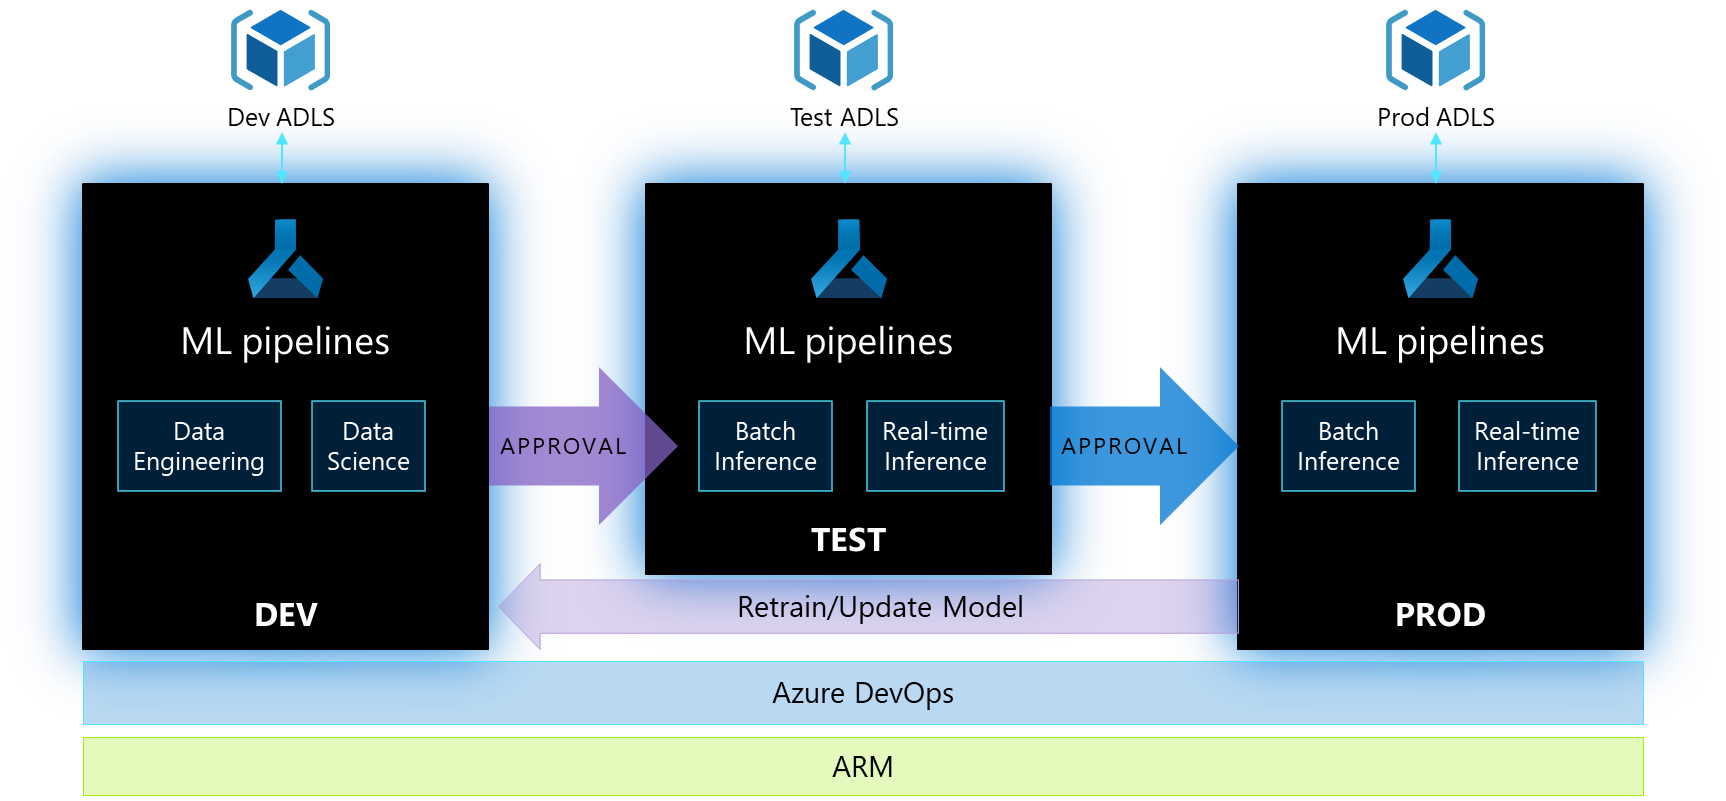 Dev ADLS
Test ADLS
Prod ADLS
ML pipelines
Data
Engineering
Data
Science
DEV
APPROVAL
ML pipelines
Batch
Inference
Real-time
Inference
TEST
APPROVAL
ML pipelines
Batch
Inference
Real-time
Inference
PROD
Retrain/Update Model
Azure DevOps
ARM